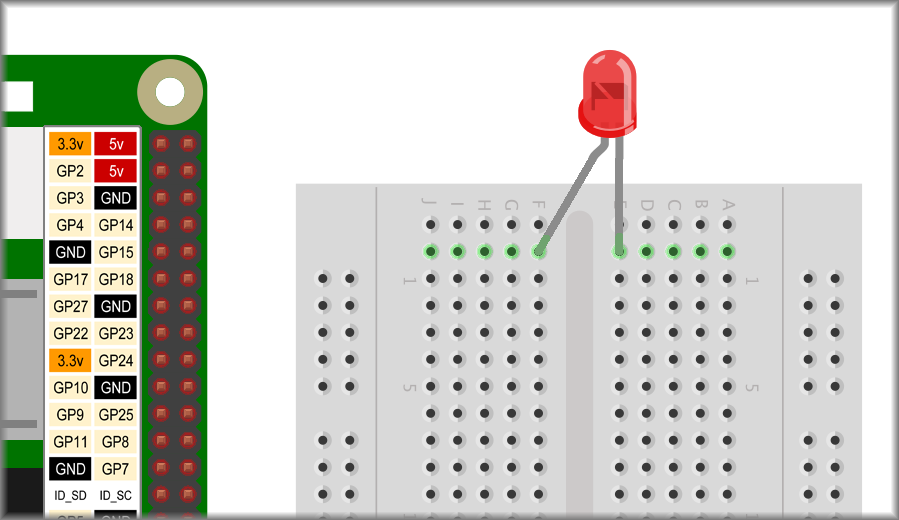 3.3v 5v
GP2 5v
GP3 GND
GP4 GP14
GND GP15
GP17 GP18
GP27 GND
GP22 GP23
3.3v GP24
GP10 GND
GP9 GP25
GP11 GP8
GND GP7
ID_SD ID_SC
J I H G F E D C B A
1 1
5 5